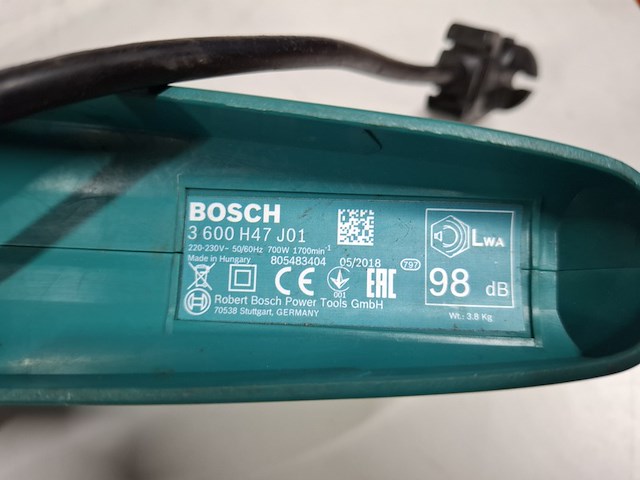 BOSCH
3 600 H47 J01
220-230V~ 50/60Hz 700W 1700min⁻¹
Made in Hungary 805483404 05/2018 797
CE 001 EAC
Robert Bosch Power Tools GmbH
70538 Stuttgart, GERMANY
LWA
98 dB
Wt.: 3.8 Kg